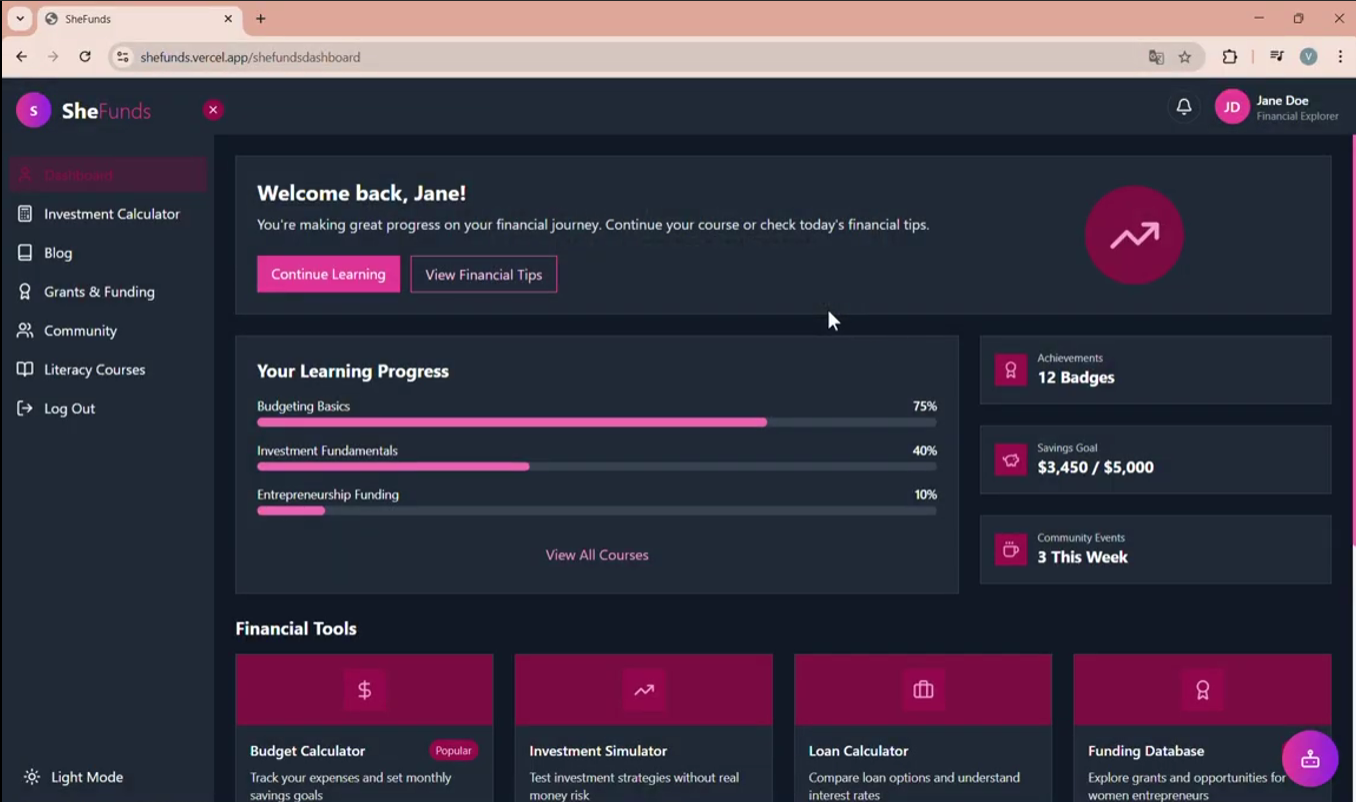 SheFunds
shefunds.vercel.app/shefundsdashboard
V
S
SheFunds
JD
Jane Doe
Financial Explorer
Dashboard
Investment Calculator
Blog
Grants & Funding
Community
Literacy Courses
Log Out
Light Mode
Welcome back, Jane!
You're making great progress on your financial journey. Continue your course or check today's financial tips.
Continue Learning
View Financial Tips
Your Learning Progress
Budgeting Basics 75%
Investment Fundamentals 40%
Entrepreneurship Funding 10%
View All Courses
Achievements
12 Badges
Savings Goal
$3,450 / $5,000
Community Events
3 This Week
Financial Tools
Budget Calculator
Popular
Track your expenses and set monthly
savings goals
Investment Simulator
Test investment strategies without real
money risk
Loan Calculator
Compare loan options and understand
interest rates
Funding Database
Explore grants and opportunities for
women entrepreneurs